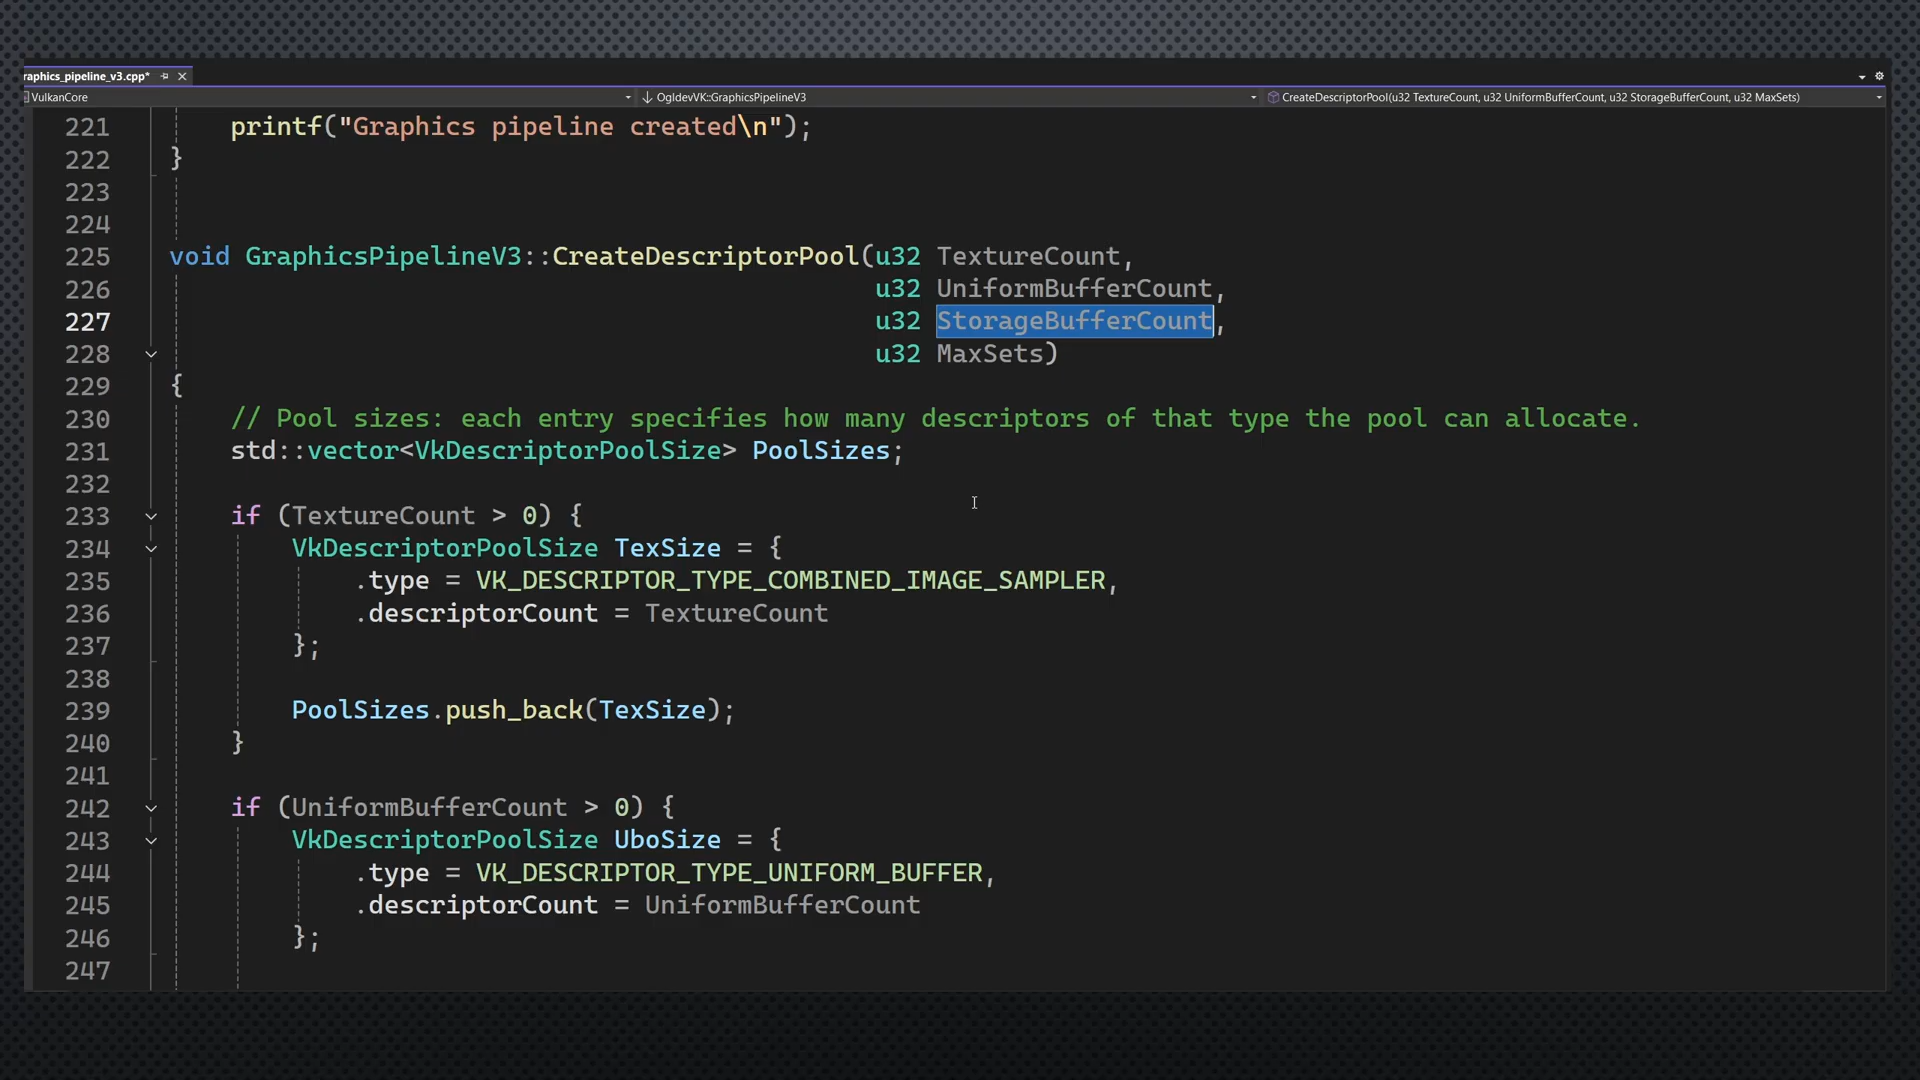 raphics_pipeline_v3.cpp*
VulkanCore
OgldevVK::GraphicsPipelineV3
CreateDescriptorPool(u32 TextureCount, u32 UniformBufferCount, u32 StorageBufferCount, u32 MaxSets)
221 printf("Graphics pipeline created\n");
222 }
223
224
225 void GraphicsPipelineV3::CreateDescriptorPool(u32 TextureCount,
226 u32 UniformBufferCount,
227 u32 StorageBufferCount,
228 u32 MaxSets)
229 {
230 // Pool sizes: each entry specifies how many descriptors of that type the pool can allocate.
231 std::vector<VkDescriptorPoolSize> PoolSizes;
232
233 if (TextureCount > 0) {
234 VkDescriptorPoolSize TexSize = {
235 .type = VK_DESCRIPTOR_TYPE_COMBINED_IMAGE_SAMPLER,
236 .descriptorCount = TextureCount
237 };
238
239 PoolSizes.push_back(TexSize);
240 }
241
242 if (UniformBufferCount > 0) {
243 VkDescriptorPoolSize UboSize = {
244 .type = VK_DESCRIPTOR_TYPE_UNIFORM_BUFFER,
245 .descriptorCount = UniformBufferCount
246 };
247